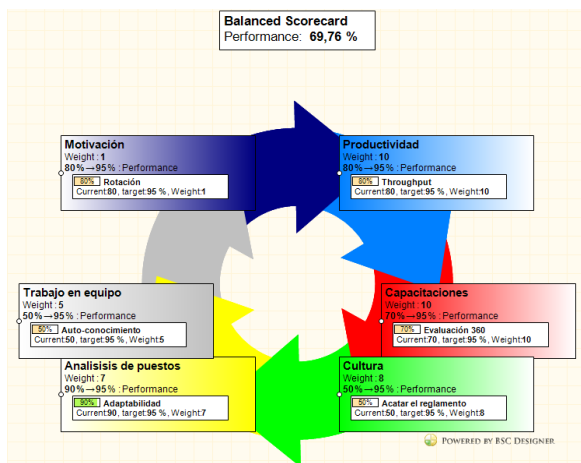 Balanced Scorecard
Performance: 69,76 %
Motivación
Weight : 1
80%→95% : Performance
80% Rotación
Current:80, target:95 %, Weight:1
Productividad
Weight : 10
80%→95% : Performance
80% Throughput
Current:80, target:95 %, Weight:10
Trabajo en equipo
Weight : 5
50%→95% : Performance
50% Auto-conocimiento
Current:50, target:95 %, Weight:5
Capacitaciones
Weight : 10
70%→95% : Performance
70% Evaluación 360
Current:70, target:95 %, Weight:10
Analisisis de puestos
Weight : 7
90%→95% : Performance
90% Adaptabilidad
Current:90, target:95 %, Weight:7
Cultura
Weight : 8
50%→95% : Performance
50% Acatar el reglamento
Current:50, target:95 %, Weight:8
POWERED BY BSC DESIGNER